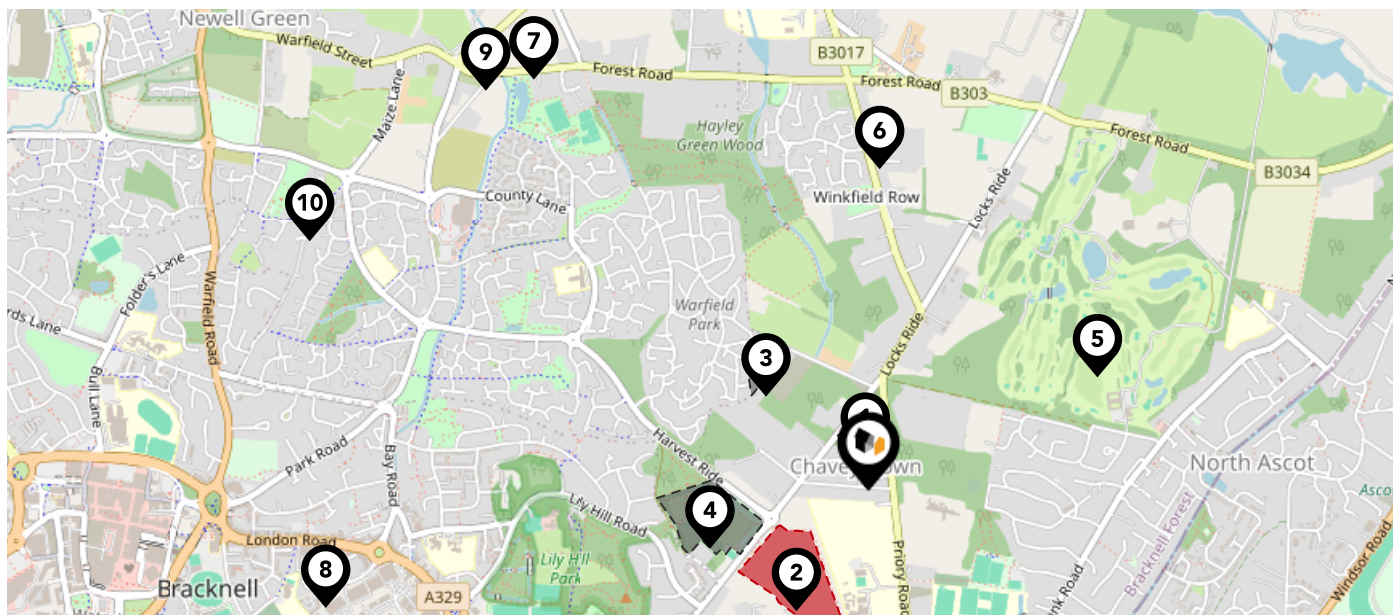 Newell Green
Warfield Street
9
7
B3017
Forest Road
Forest Road
B303
Maize Lane
Hayley
Green Wood
6
Forest Road
B3034
10
County Lane
Winkfield Row
Locks Ride
Folder's Lane
Warfield Road
rds Lane
Warfield
Park
Locks Ride
5
3
Bull Lane
Park Road
Bay Road
Harvest Ride
North Ascot
4
Lily Hill Road
Bracknell Forest
London Road
Lily Hill
Park
2
8
Bracknell
A329
Priory Road
nk Road
Windsor Road